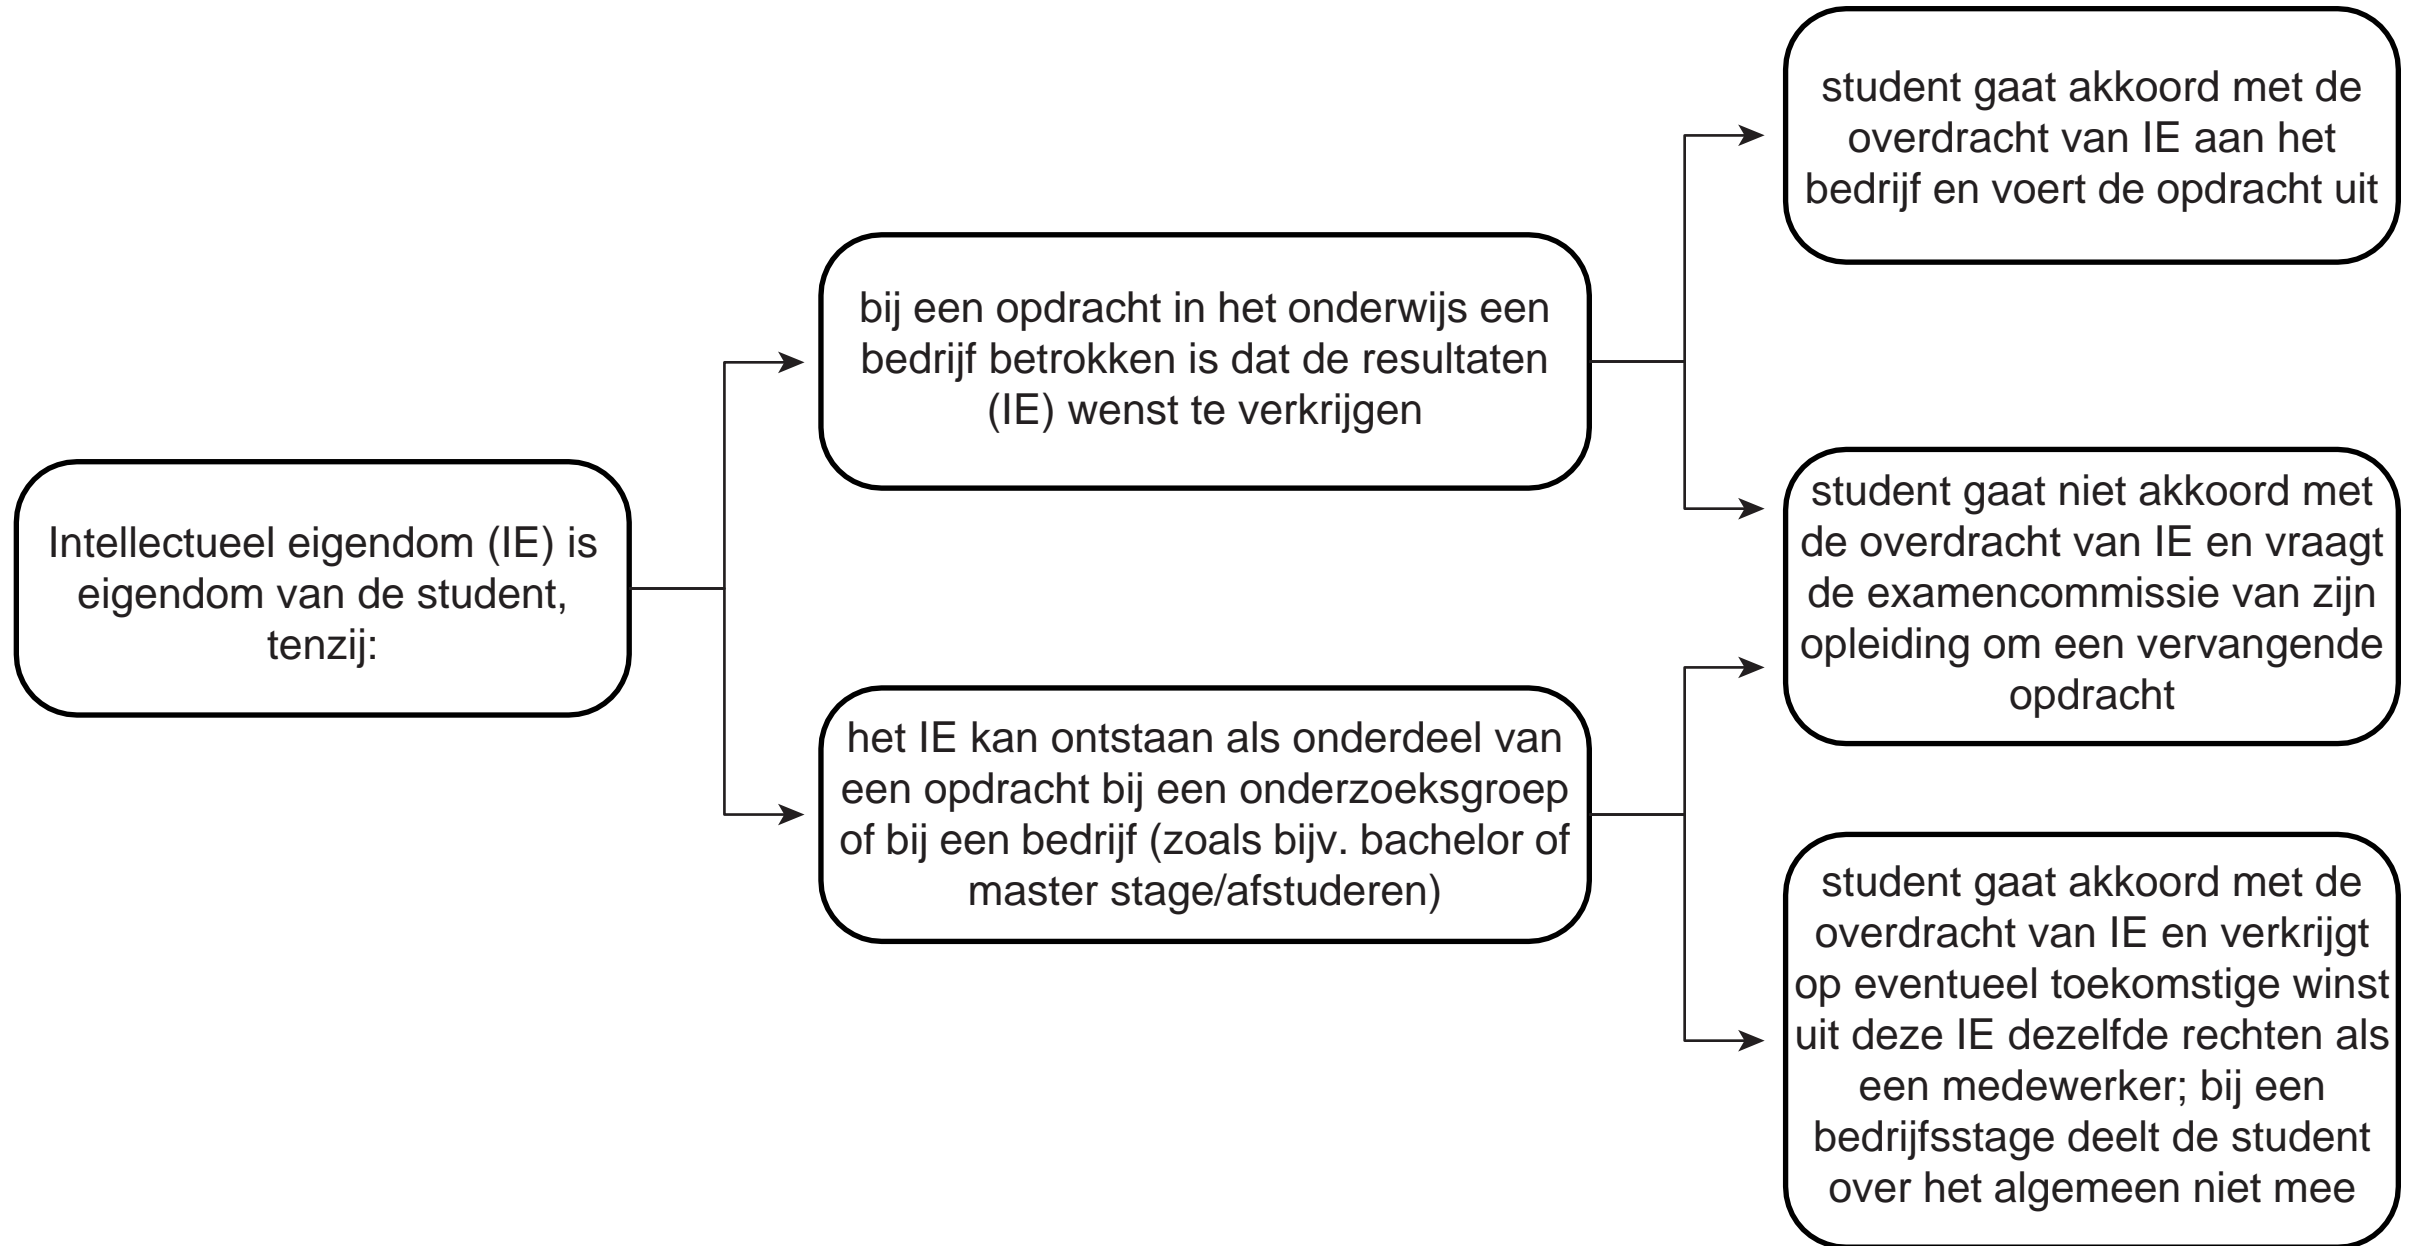 Intellectueel eigendom (IE) is
eigendom van de student,
tenzij:
bij een opdracht in het onderwijs een
bedrijf betrokken is dat de resultaten
(IE) wenst te verkrijgen
het IE kan ontstaan als onderdeel van
een opdracht bij een onderzoeksgroep
of bij een bedrijf (zoals bijv. bachelor of
master stage/afstuderen)
student gaat akkoord met de
overdracht van IE aan het
bedrijf en voert de opdracht uit
student gaat niet akkoord met
de overdracht van IE en vraagt
de examencommissie van zijn
opleiding om een vervangende
opdracht
student gaat akkoord met de
overdracht van IE en verkrijgt
op eventueel toekomstige winst
uit deze IE dezelfde rechten als
een medewerker; bij een
bedrijfsstage deelt de student
over het algemeen niet mee